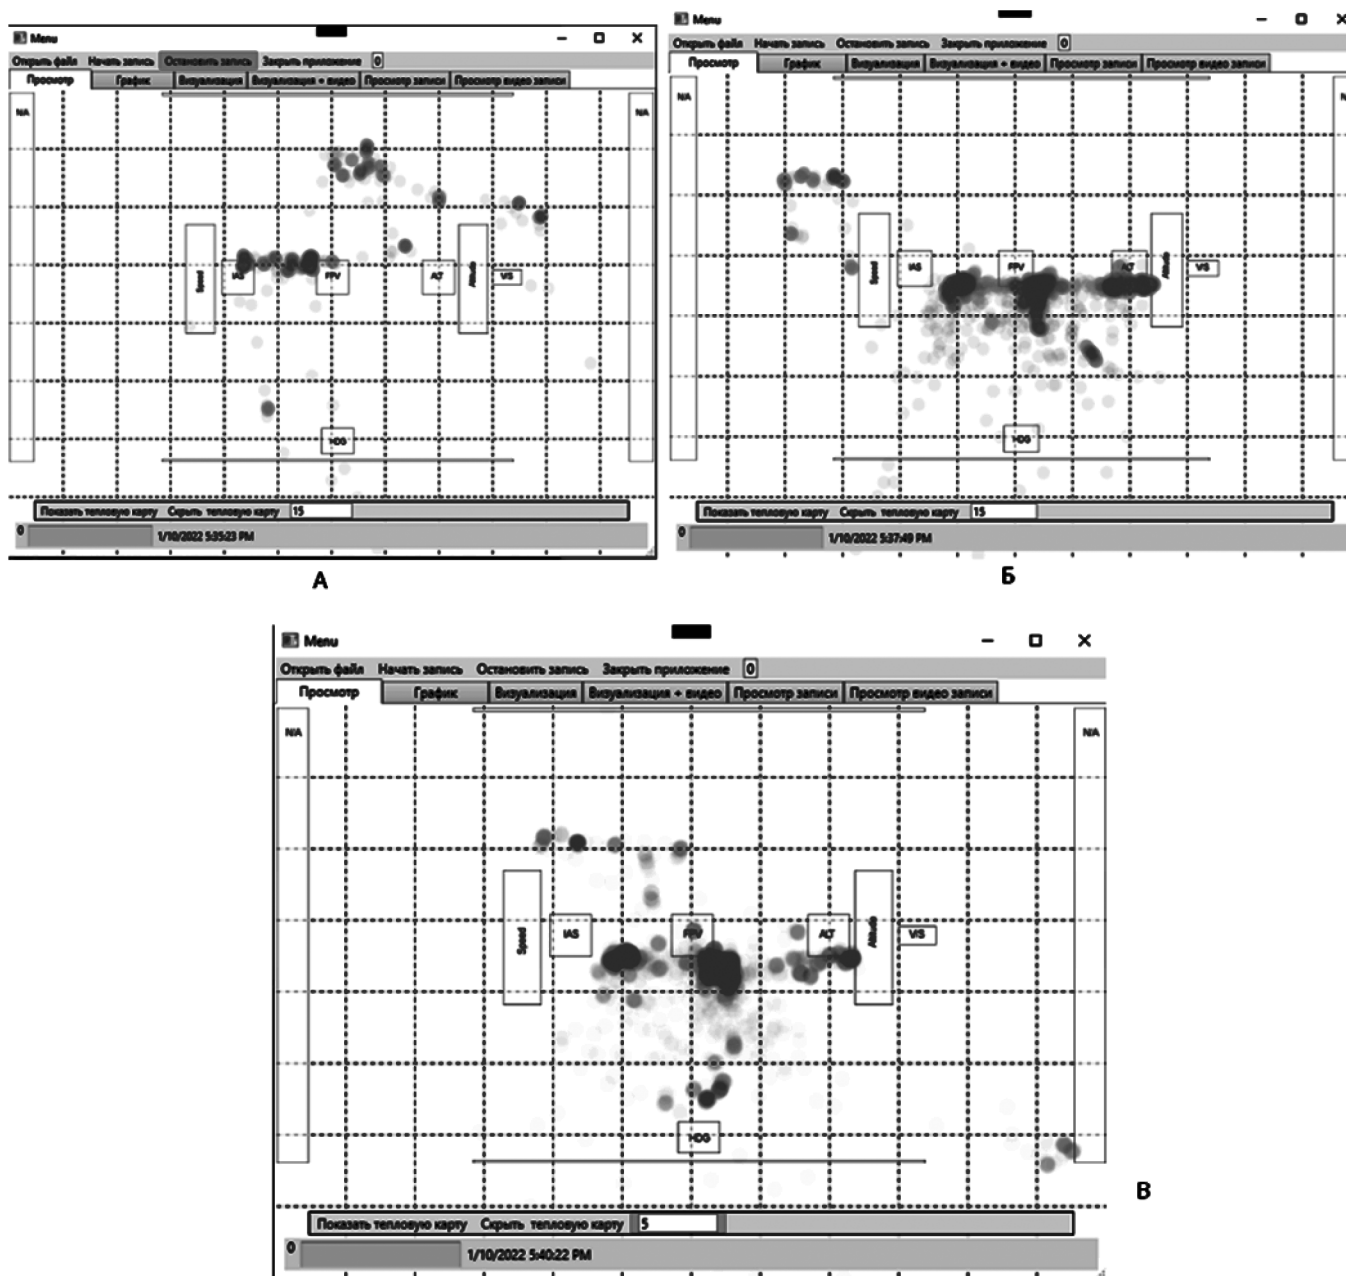 Menu
Открыть файл Начать запись Остановить запись Закрыть приложение 0
Просмотр График Визуализация Визуализация + видео Просмотр записи Просмотр видео записи
N/A N/A
Speed IAS FPV ALT Altitude V/S
HDG
Показать тепловую карту Скрыть тепловую карту 15
0 1/10/2022 5:35:23 PM
А
Menu
Открыть файл Начать запись Остановить запись Закрыть приложение 0
Просмотр График Визуализация Визуализация + видео Просмотр записи Просмотр видео записи
N/A
Speed IAS FPV ALT Altitude V/S
HDG
Показать тепловую карту Скрыть тепловую карту 15
0 1/10/2022 5:37:49 PM
Б
Menu
Открыть файл Начать запись Остановить запись Закрыть приложение 0
Просмотр График Визуализация Визуализация + видео Просмотр записи Просмотр видео записи
N/A N/A
Speed IAS FPV ALT Altitude V/S
HDG
Показать тепловую карту Скрыть тепловую карту 5
0 1/10/2022 5:40:22 PM
В